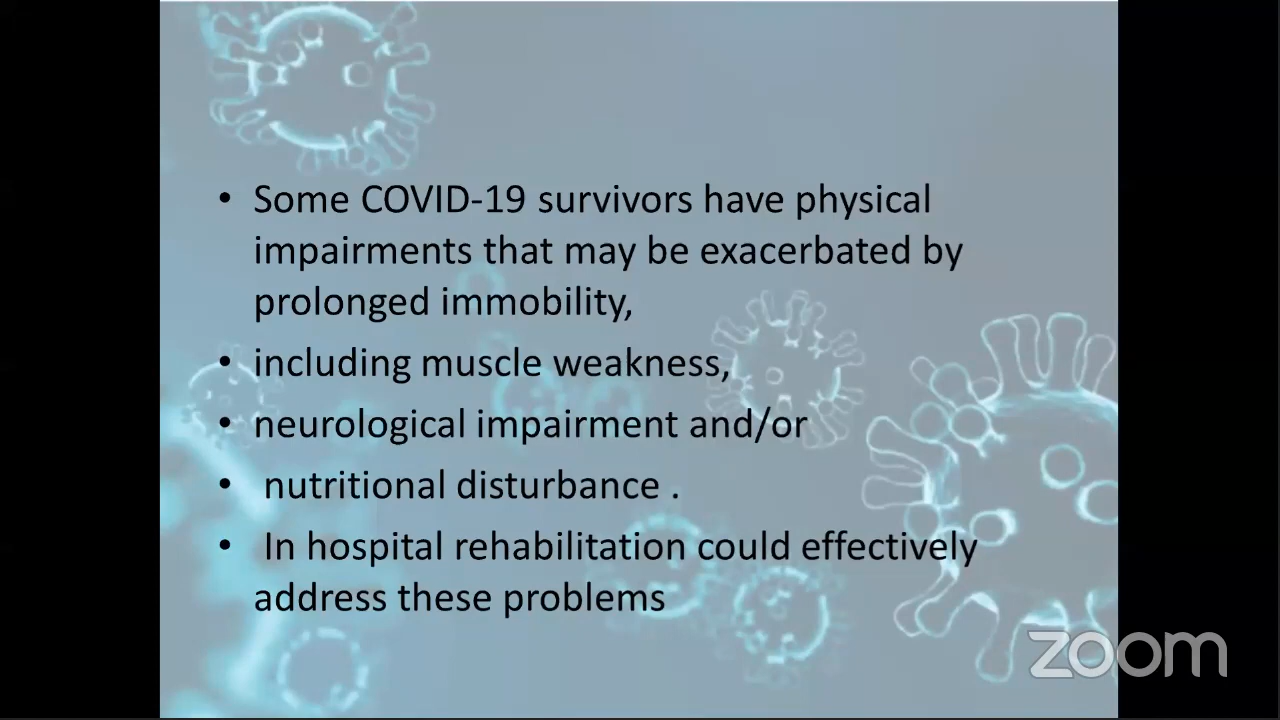 • Some COVID-19 survivors have physical
impairments that may be exacerbated by
prolonged immobility,
• including muscle weakness,
• neurological impairment and/or
• nutritional disturbance .
• In hospital rehabilitation could effectively
address these problems
zoom